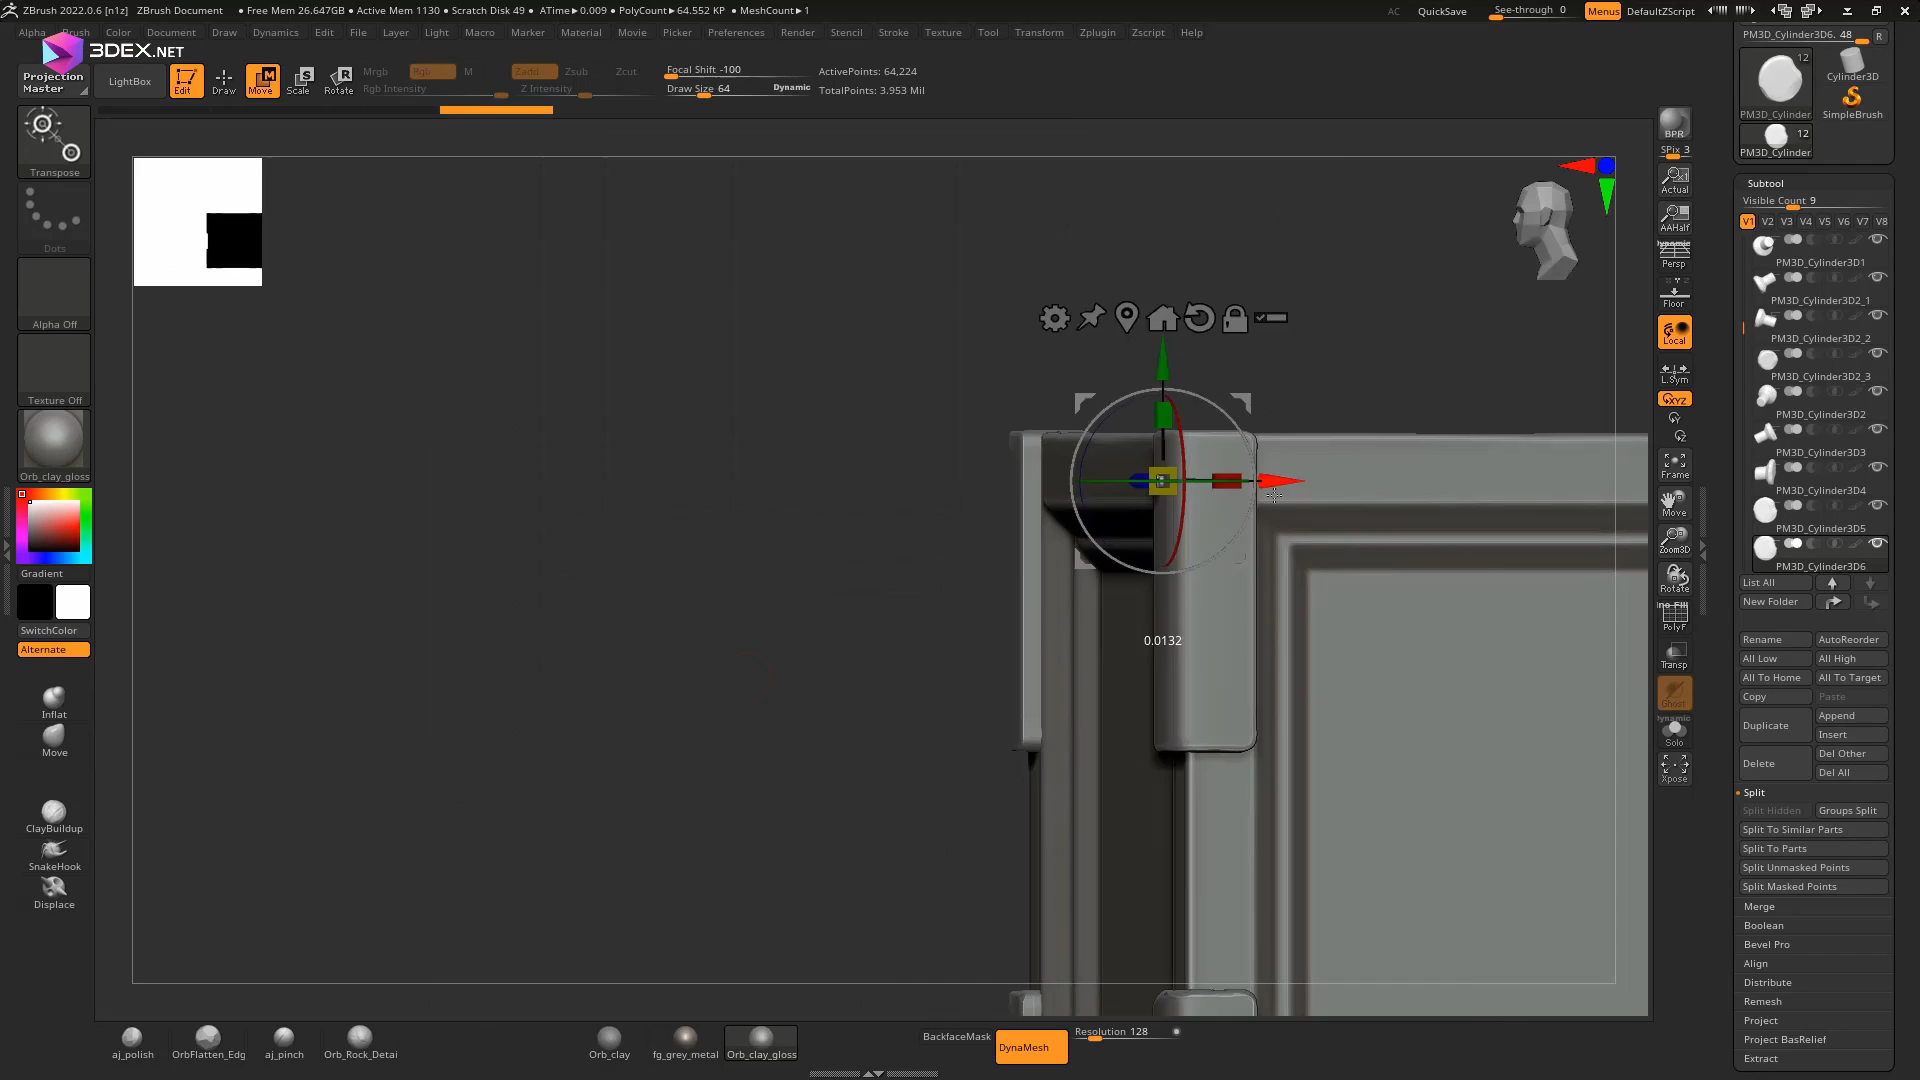 ZBrush 2022.0.6 [n1z] ZBrush Document • Free Mem 26.647GB • Active Mem 1130 • Scratch Disk 49 • ATime▸0.009 • PolyCount▸64.552 KP • MeshCount▸1 AC QuickSave See-through 0 Menus DefaultZScript
Alpha Brush Color Document Draw Dynamics Edit File Layer Light Macro Marker Material Movie Picker Preferences Render Stencil Stroke Texture Tool Transform Zplugin Zscript Help
3DEX.NET
Projection Master
LightBox
Edit
Draw
Move
Scale
Rotate
Mrgb Rgb M
Rgb Intensity
Zadd Zsub Zcut
Z Intensity
Focal Shift -100
Draw Size 64
Dynamic
ActivePoints: 64,224
TotalPoints: 3.953 Mil
Transpose
Dots
Alpha Off
Texture Off
Orb_clay_gloss
Gradient
SwitchColor
Alternate
Inflat
Move
ClayBuildup
SnakeHook
Displace
0.0132
BPR
SPix 3
Actual
AAHalf
Dynamic
Persp
Floor
Local
L.Sym
XYZ
Frame
Move
Zoom3D
Rotate
PolyF
Transp
Ghost
Dynamic
Solo
Xpose
PM3D_Cylinder3D6. 48 R
12
PM3D_Cylinder
Cylinder3D
SimpleBrush
12
PM3D_Cylinder
Subtool
Visible Count 9
V1 V2 V3 V4 V5 V6 V7 V8
PM3D_Cylinder3D1
PM3D_Cylinder3D2_1
PM3D_Cylinder3D2_2
PM3D_Cylinder3D2_3
PM3D_Cylinder3D2
PM3D_Cylinder3D3
PM3D_Cylinder3D4
PM3D_Cylinder3D5
PM3D_Cylinder3D6
List All
New Folder
Rename AutoReorder
All Low All High
All To Home All To Target
Copy Paste
Duplicate Append
Insert
Delete Del Other
Del All
Split
Split Hidden Groups Split
Split To Similar Parts
Split To Parts
Split Unmasked Points
Split Masked Points
Merge
Boolean
Bevel Pro
Align
Distribute
Remesh
Project
Project BasRelief
Extract
aj_polish
OrbFlatten_Edg
aj_pinch
Orb_Rock_Detai
Orb_clay
fg_grey_metal
Orb_clay_gloss
BackfaceMask
DynaMesh
Resolution 128